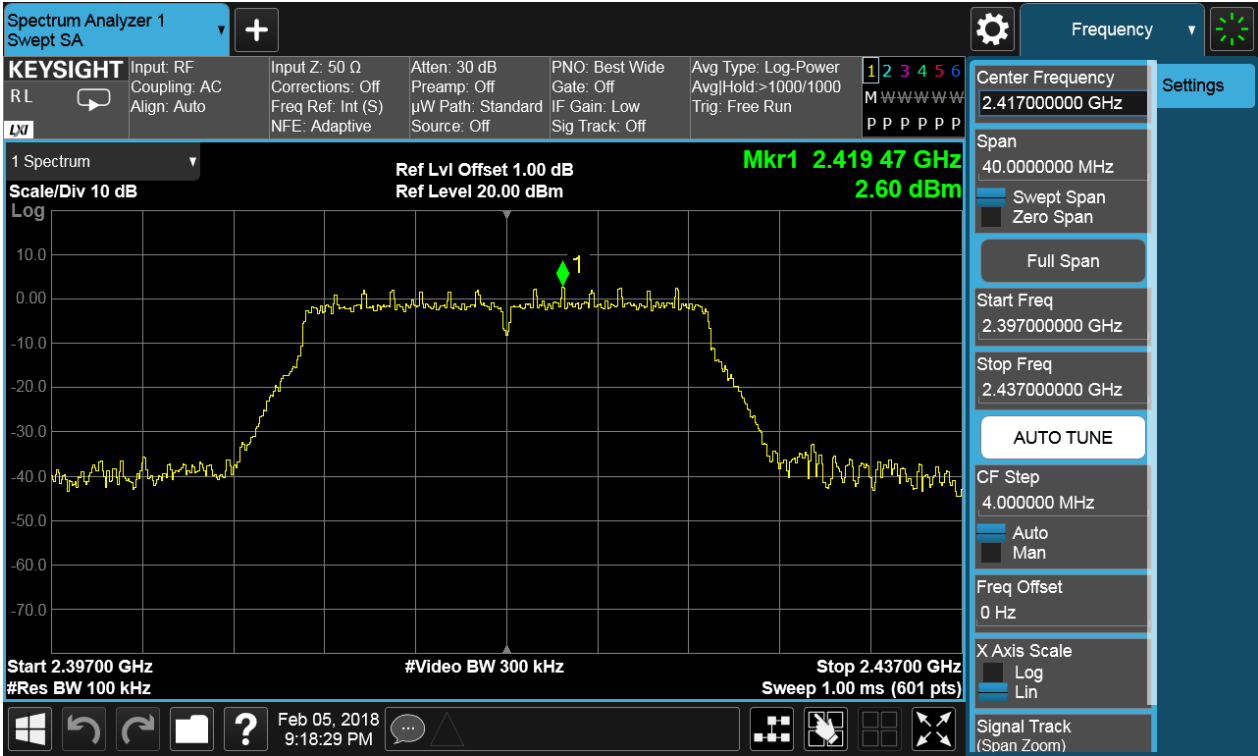 Spectrum Analyzer 1
Swept SA
+
Frequency
KEYSIGHT
R L
LXI
Input: RF
Coupling: AC
Align: Auto
Input Z: 50 Ω
Corrections: Off
Freq Ref: Int (S)
NFE: Adaptive
Atten: 30 dB
Preamp: Off
µW Path: Standard
Source: Off
PNO: Best Wide
Gate: Off
IF Gain: Low
Sig Track: Off
Avg Type: Log-Power
Avg|Hold:>1000/1000
Trig: Free Run
1 2 3 4 5 6
M W W W W W
P P P P P P
1 Spectrum
Scale/Div 10 dB
Log
Ref Lvl Offset 1.00 dB
Ref Level 20.00 dBm
Mkr1 2.419 47 GHz
2.60 dBm
1
10.0
0.00
-10.0
-20.0
-30.0
-40.0
-50.0
-60.0
-70.0
Start 2.39700 GHz
#Res BW 100 kHz
#Video BW 300 kHz
Stop 2.43700 GHz
Sweep 1.00 ms (601 pts)
Center Frequency
2.417000000 GHz
Span
40.0000000 MHz
Swept Span
Zero Span
Full Span
Start Freq
2.397000000 GHz
Stop Freq
2.437000000 GHz
AUTO TUNE
CF Step
4.000000 MHz
Auto
Man
Freq Offset
0 Hz
X Axis Scale
Log
Lin
Signal Track
(Span Zoom)
Settings
?
Feb 05, 2018
9:18:29 PM